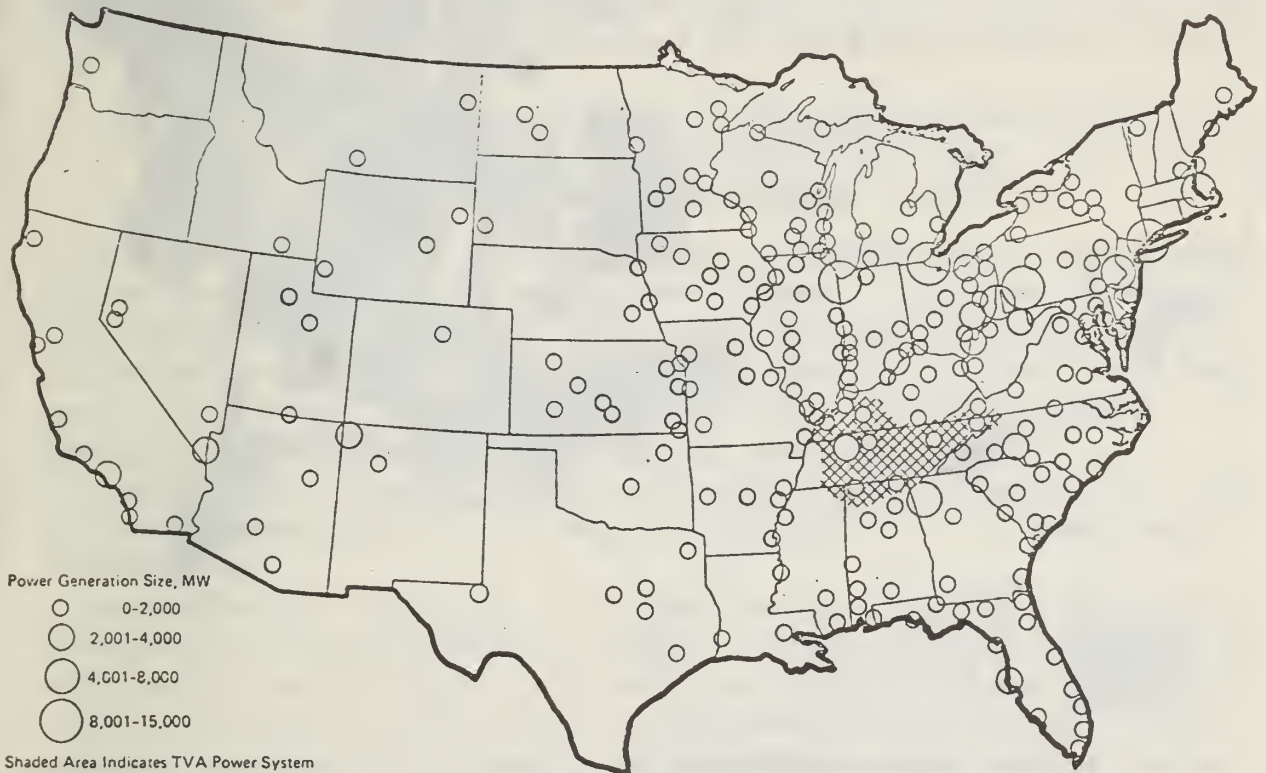 Power Generation Size, MW
0-2,000
2,001-4,000
4,001-8,000
8,001-15,000
Shaded Area Indicates TVA Power System